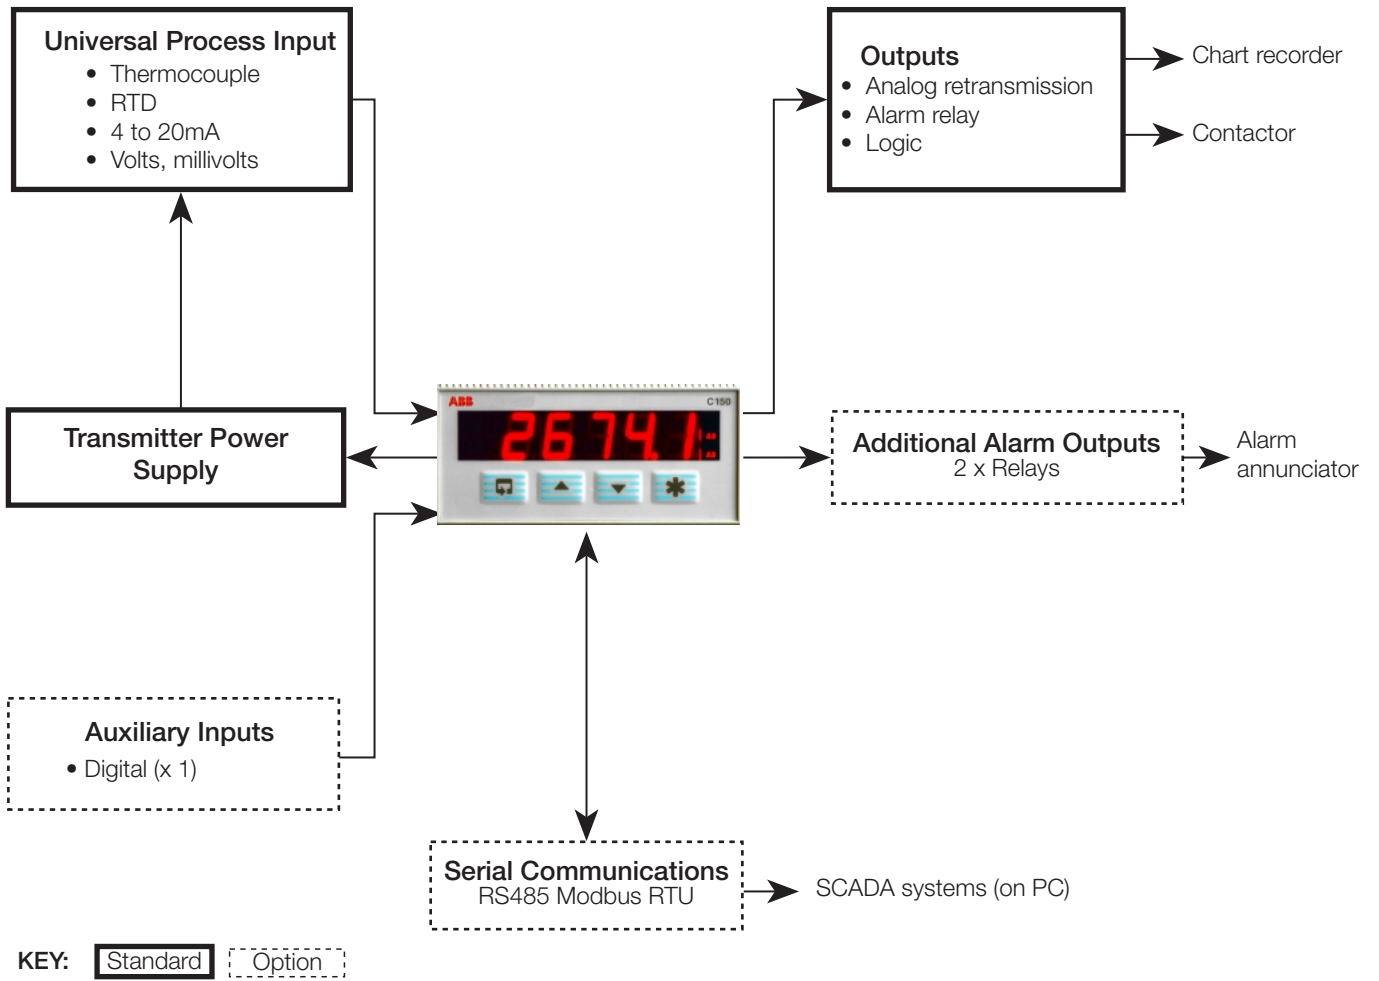 Universal Process Input
• Thermocouple
• RTD
• 4 to 20mA
• Volts, millivolts
Outputs
• Analog retransmission
• Alarm relay
• Logic
Chart recorder
Contactor
Transmitter Power
Supply
ABB
C150
2674.1
Additional Alarm Outputs
2 x Relays
Alarm
annunciator
Auxiliary Inputs
• Digital (x 1)
Serial Communications
RS485 Modbus RTU
SCADA systems (on PC)
KEY:
Standard
Option